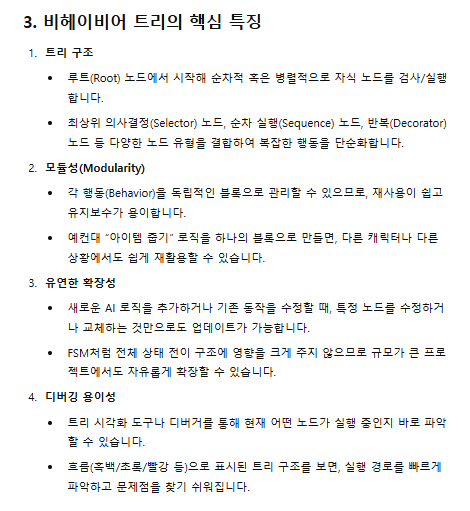 3. 비헤이비어 트리의 핵심 특징
1. 트리 구조
• 루트(Root) 노드에서 시작해 순차적 혹은 병렬적으로 자식 노드를 검사/실행
합니다.
• 최상위 의사결정(Selector) 노드, 순차 실행(Sequence) 노드, 반복(Decorator)
노드 등 다양한 노드 유형을 결합하여 복잡한 행동을 단순화합니다.
2. 모듈성(Modularity)
• 각 행동(Behavior)을 독립적인 블록으로 관리할 수 있으므로, 재사용이 쉽고
유지보수가 용이합니다.
• 예컨대 “아이템 줍기” 로직을 하나의 블록으로 만들면, 다른 캐릭터나 다른
상황에서도 쉽게 재활용할 수 있습니다.
3. 유연한 확장성
• 새로운 AI 로직을 추가하거나 기존 동작을 수정할 때, 특정 노드를 수정하거
나 교체하는 것만으로도 업데이트가 가능합니다.
• FSM처럼 전체 상태 전이 구조에 영향을 크게 주지 않으므로 규모가 큰 프로
젝트에서도 자유롭게 확장할 수 있습니다.
4. 디버깅 용이성
• 트리 시각화 도구나 디버거를 통해 현재 어떤 노드가 실행 중인지 바로 파악
할 수 있습니다.
• 흐름(흑백/초록/빨강 등)으로 표시된 트리 구조를 보면, 실행 경로를 빠르게
파악하고 문제점을 찾기 쉬워집니다.